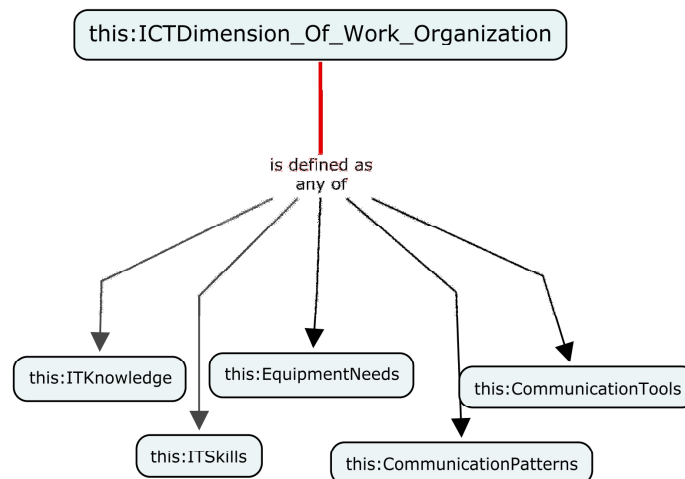 this:ICTDimension_Of_Work_Organization
is defined as
any of
this:ITKnowledge
this:EquipmentNeeds
this:CommunicationTools
this:ITSkills
this:CommunicationPatterns